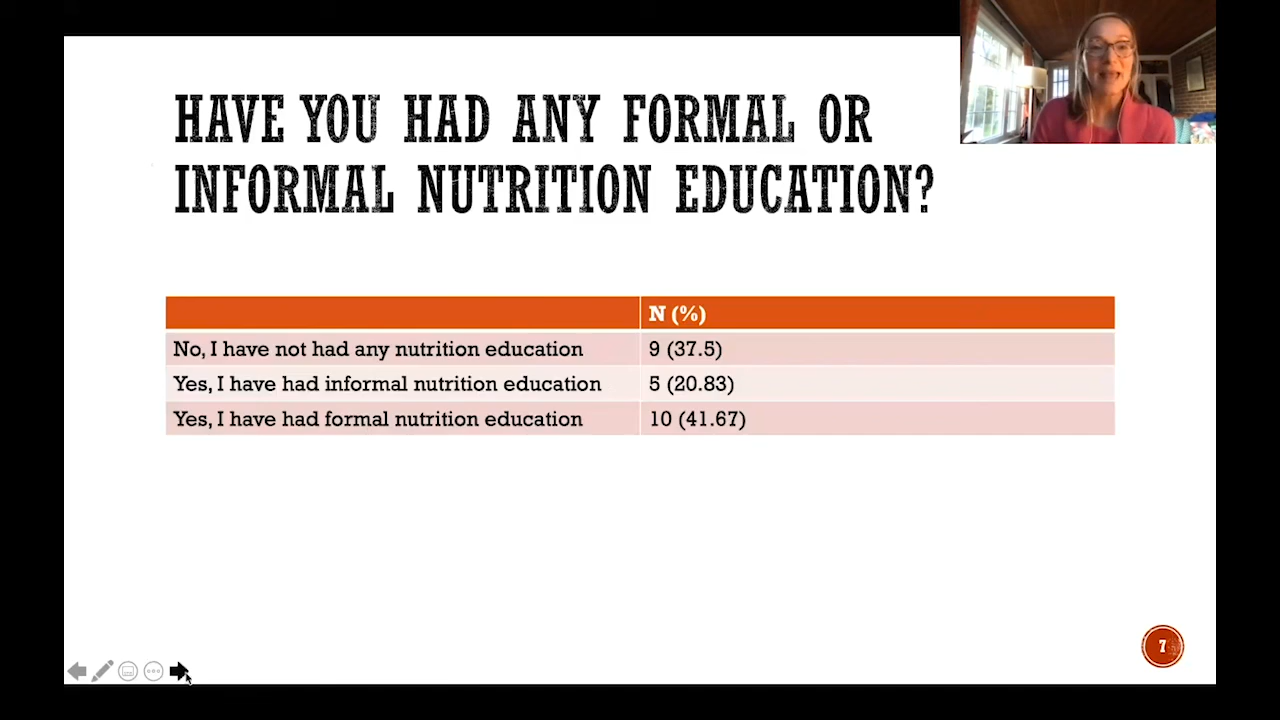 HAVE YOU HAD ANY FORMAL OR
INFORMAL NUTRITION EDUCATION?
N (%)
No, I have not had any nutrition education 9 (37.5)
Yes, I have had informal nutrition education 5 (20.83)
Yes, I have had formal nutrition education 10 (41.67)
7